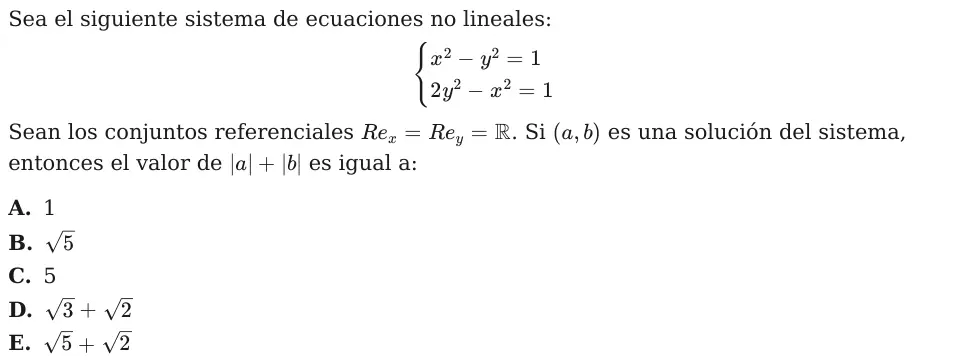 Sea el siguiente sistema de ecuaciones no lineales:
x² − y² = 1
2y² − x² = 1
Sean los conjuntos referenciales Reₓ = Re_y = ℝ. Si (a, b) es una solución del sistema,
entonces el valor de |a| + |b| es igual a:
A. 1
B. √5
C. 5
D. √3 + √2
E. √5 + √2